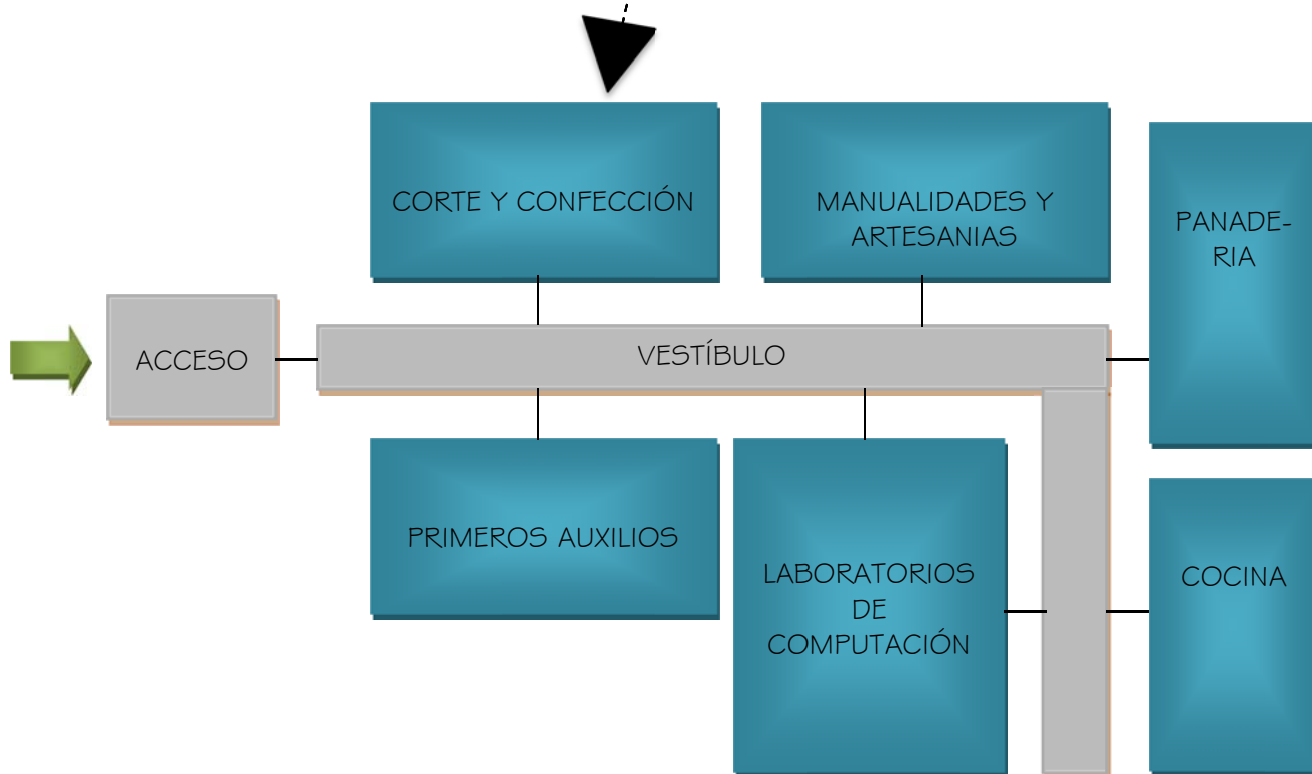 CORTE Y CONFECCIÓN
MANUALIDADES Y
ARTESANIAS
PANADE-
RIA
ACCESO
VESTÍBULO
PRIMEROS AUXILIOS
LABORATORIOS
DE
COMPUTACIÓN
COCINA